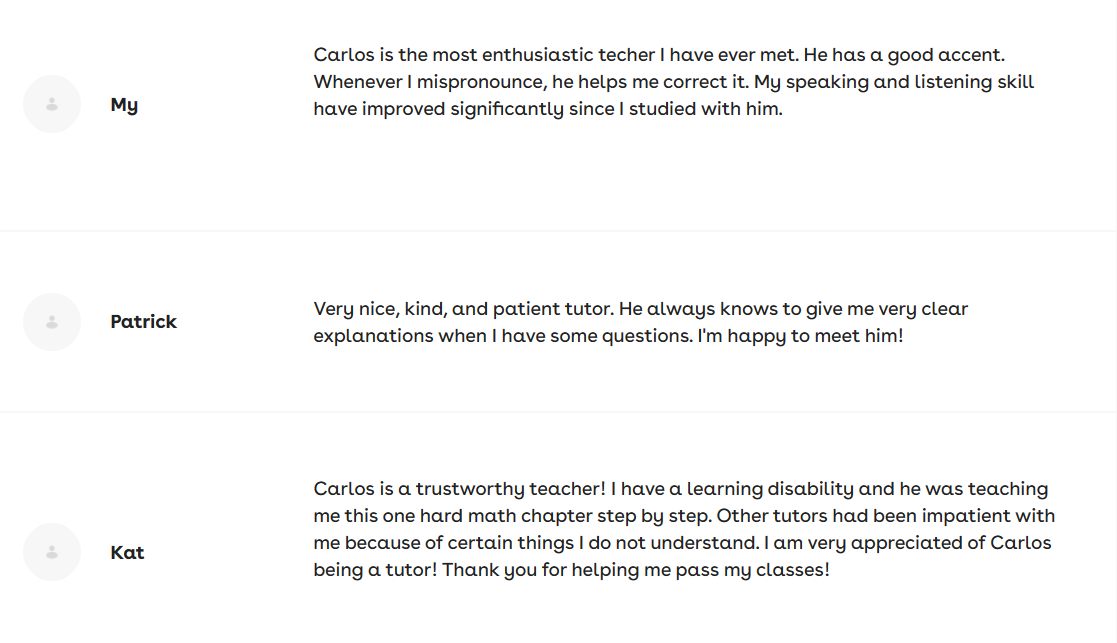 Carlos is the most enthusiastic techer I have ever met. He has a good accent.
Whenever I mispronounce, he helps me correct it. My speaking and listening skill
have improved significantly since I studied with him.
My
Very nice, kind, and patient tutor. He always knows to give me very clear
explanations when I have some questions. I'm happy to meet him!
Patrick
Carlos is a trustworthy teacher! I have a learning disability and he was teaching
me this one hard math chapter step by step. Other tutors had been impatient with
me because of certain things I do not understand. I am very appreciated of Carlos
being a tutor! Thank you for helping me pass my classes!
Kat